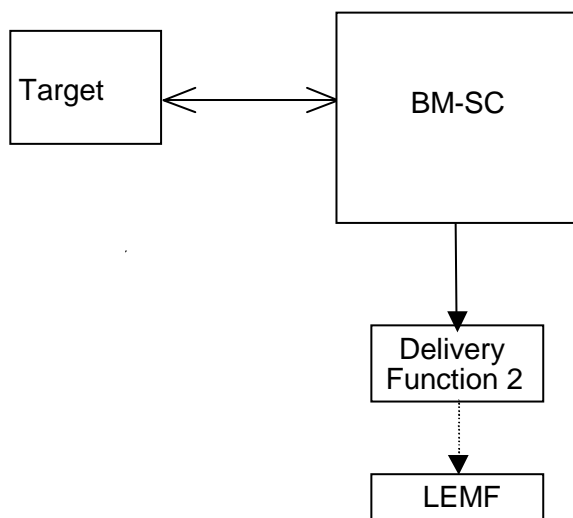 Target
BM-SC
Delivery
Function 2
LEMF